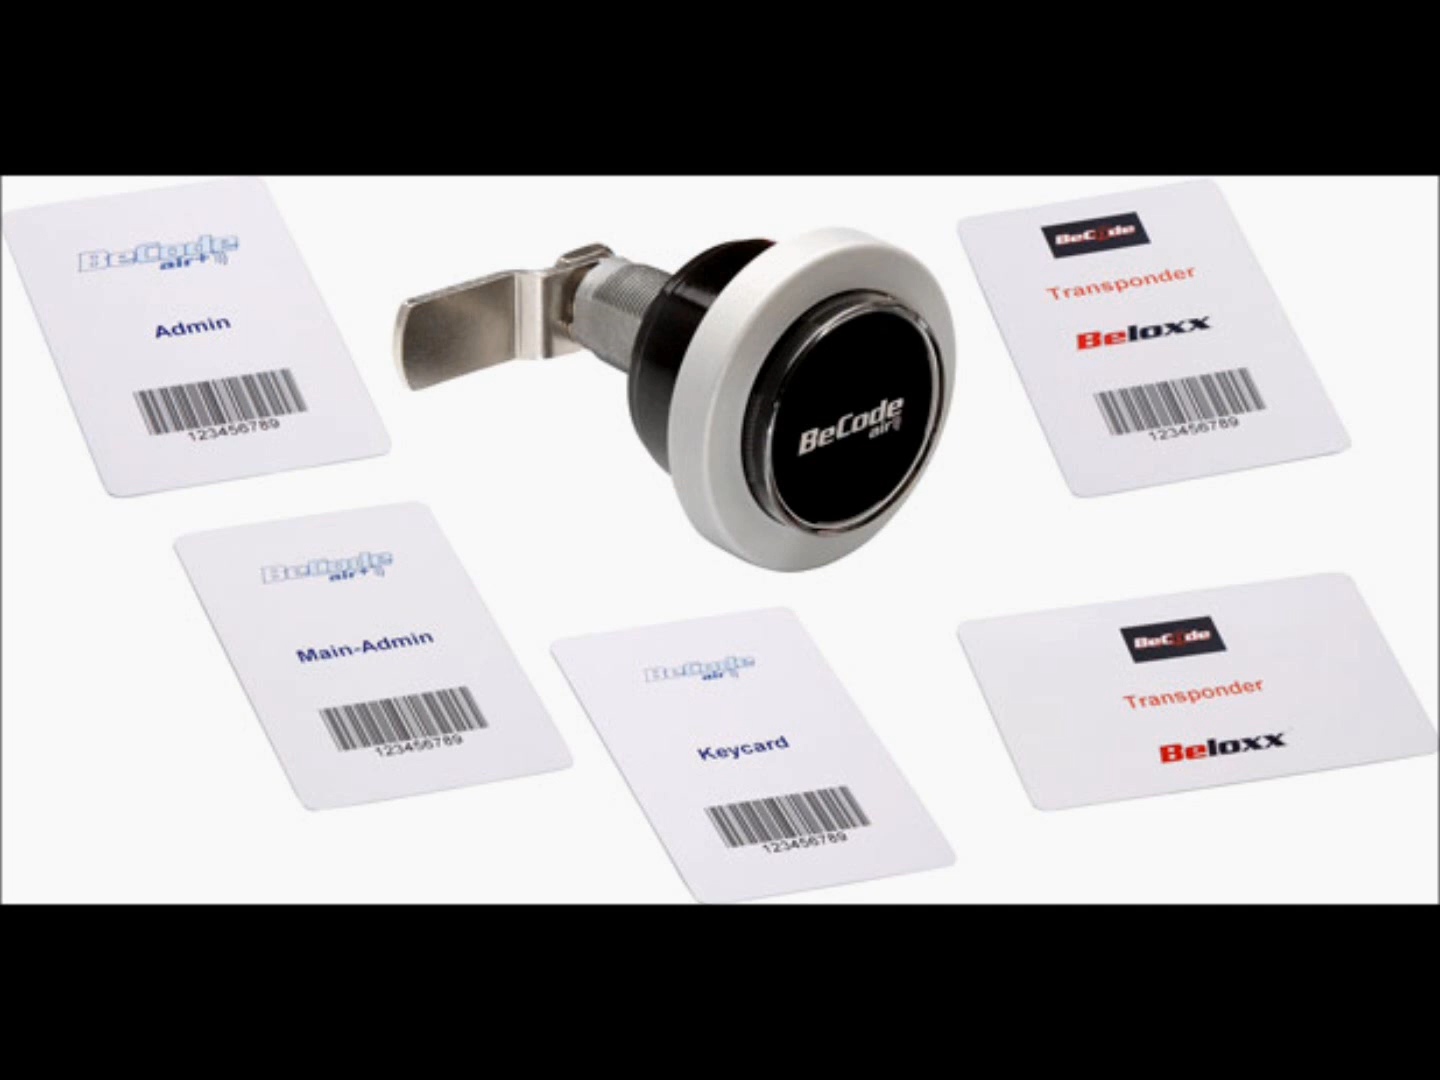 BeCode
air+
Admin
123456789
BeCode
air
BeCode
Transponder
Beloxx
123456789
BeCode
air+
Main-Admin
123456789
BeCode
air
Keycard
123456789
BeCode
Transponder
Beloxx